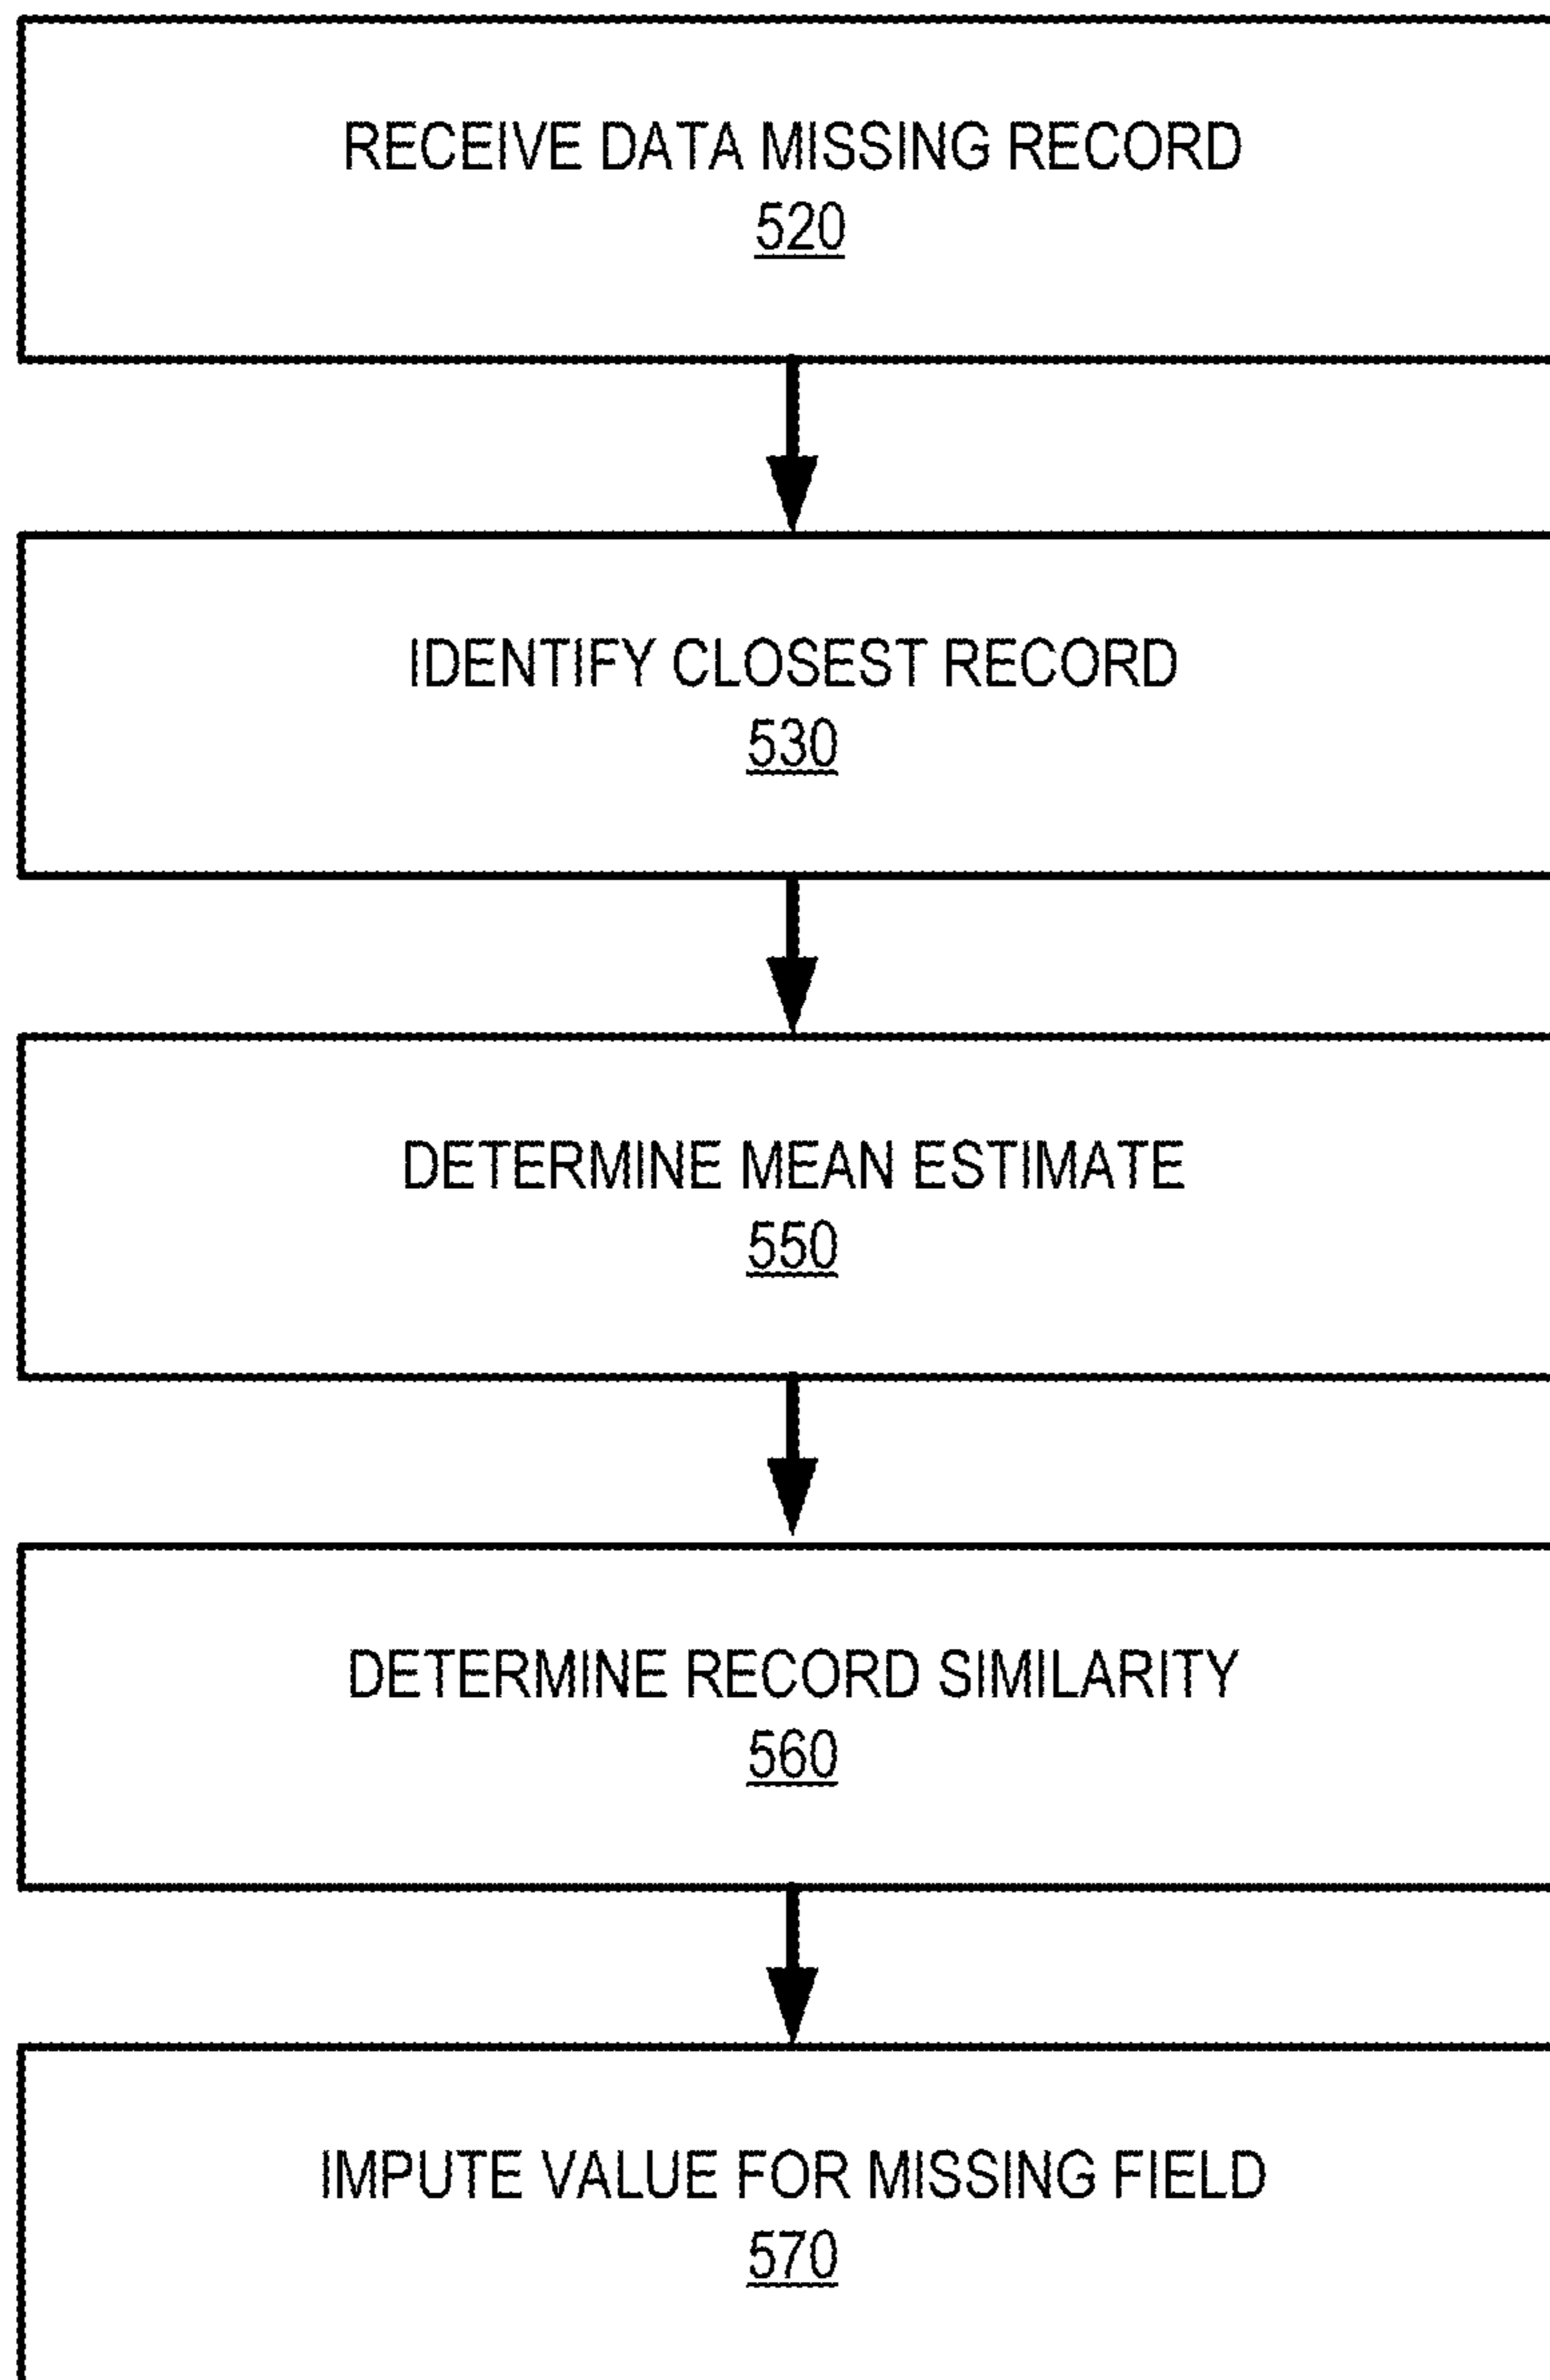 RECEIVE DATA MISSING RECORD
520
IDENTIFY CLOSEST RECORD
530
DETERMINE MEAN ESTIMATE
550
DETERMINE RECORD SIMILARITY
560
IMPUTE VALUE FOR MISSING FIELD
570